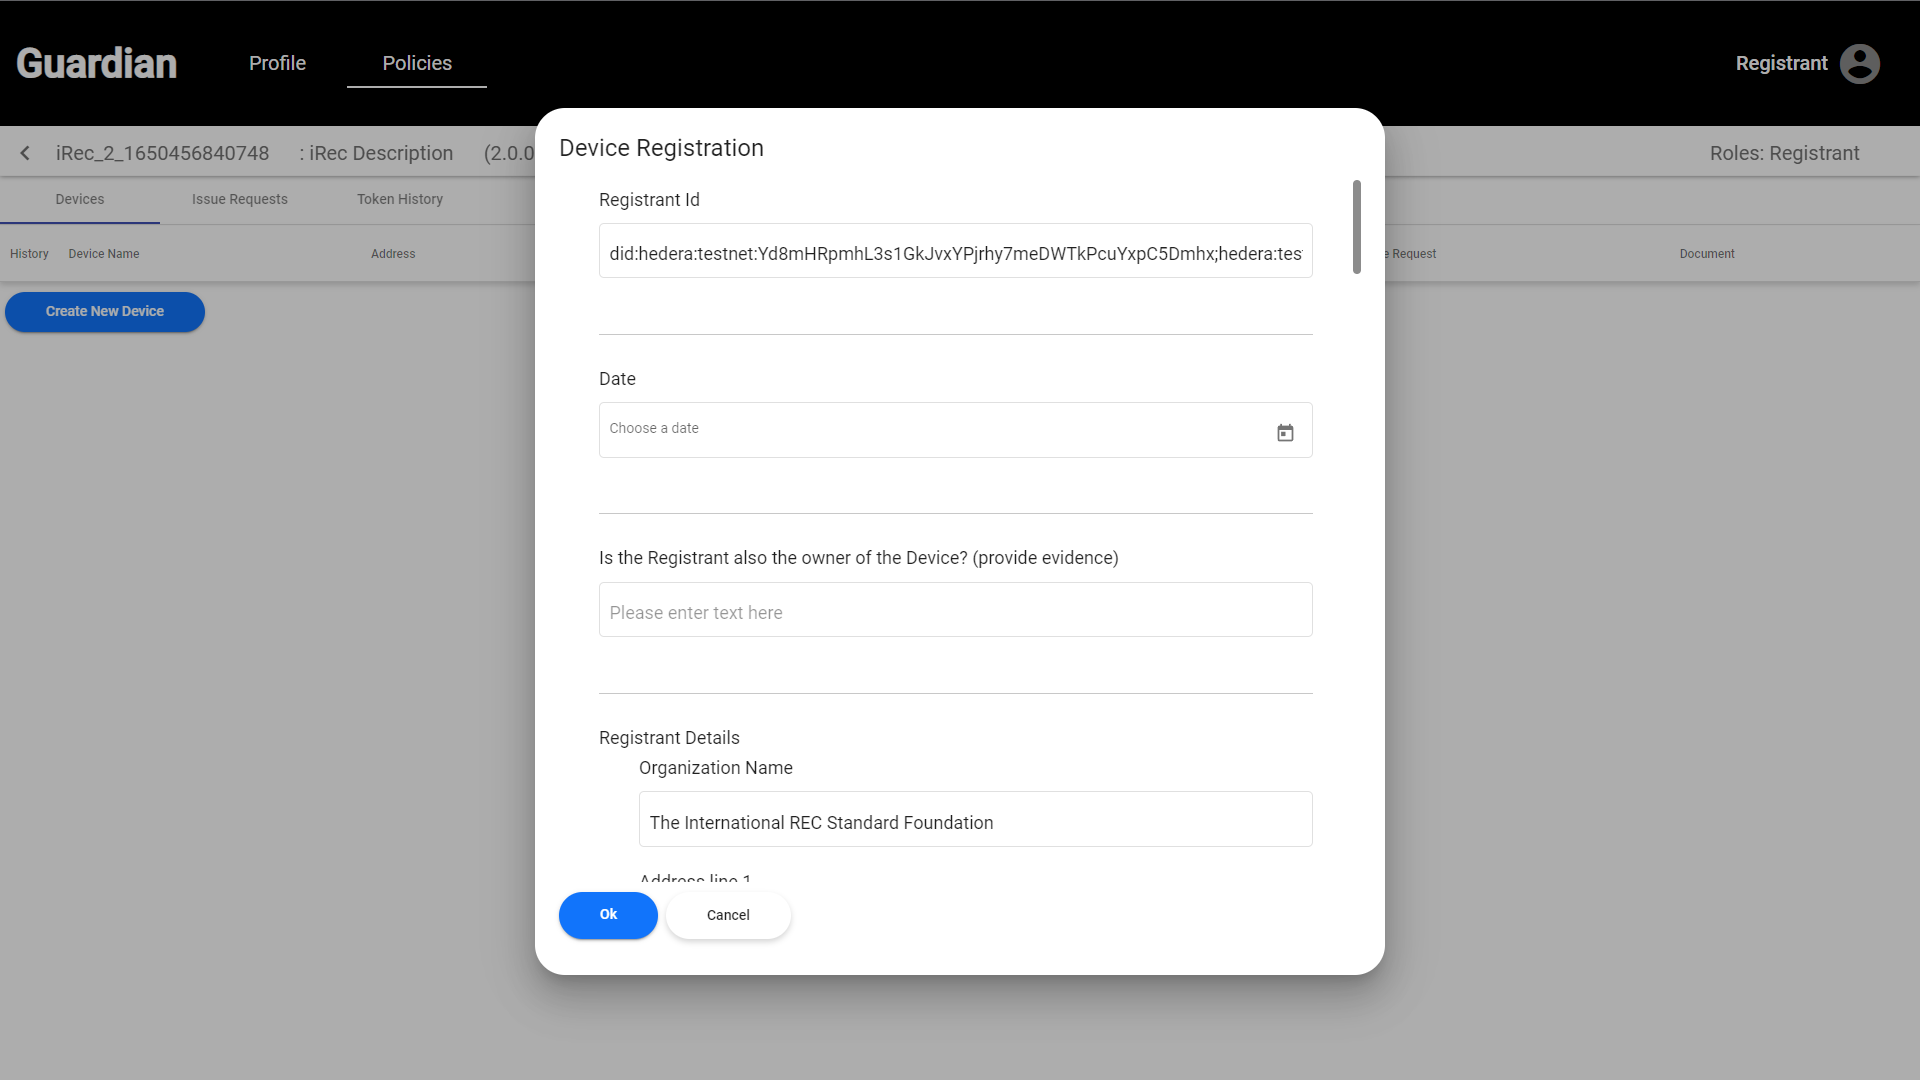 Guardian
Profile
Policies
Registrant
iRec_2_1650456840748 : iRec Description (2.0.0
Roles: Registrant
Devices
Issue Requests
Token History
History
Device Name
Address
Request
Document
Create New Device
Device Registration
Registrant Id
did:hedera:testnet:Yd8mHRpmhL3s1GkJvxYPjrhy7meDWTkPcuYxpC5Dmhx;hedera:tes
Date
Choose a date
Is the Registrant also the owner of the Device? (provide evidence)
Please enter text here
Registrant Details
Organization Name
The International REC Standard Foundation
Address line 1
Ok
Cancel